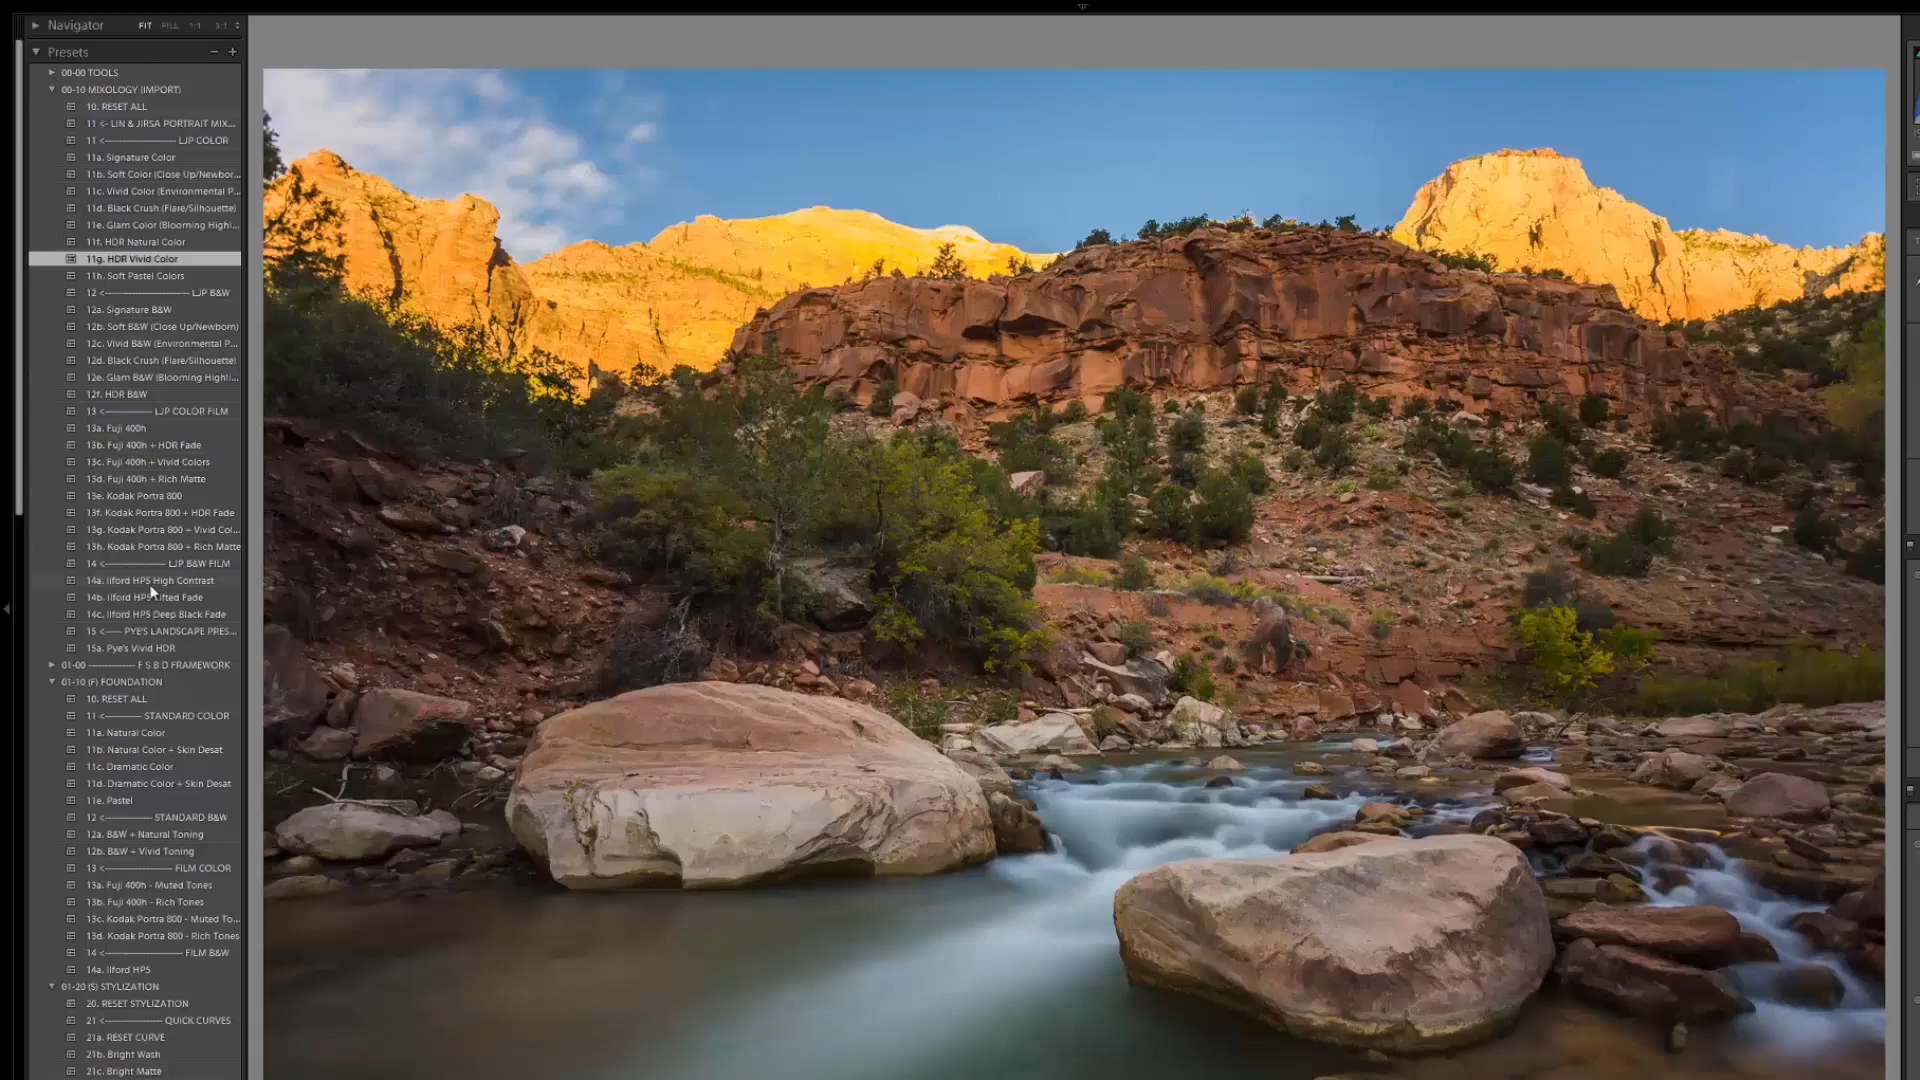 Navigator FIT FILL 1:1 3:1
Presets
00-00 TOOLS
00-10 MIXOLOGY (IMPORT)
10. RESET ALL
11 <- LIN & JIRSA PORTRAIT MIX...
11 <-------------------- LJP COLOR
11a. Signature Color
11b. Soft Color (Close Up/Newbor...
11c. Vivid Color (Environmental P...
11d. Black Crush (Flare/Silhouette)
11e. Glam Color (Blooming Highl...
11f. HDR Natural Color
11g. HDR Vivid Color
11h. Soft Pastel Colors
12 <------------------------ LJP B&W
12a. Signature B&W
12b. Soft B&W (Close Up/Newborn)
12c. Vivid B&W (Environmental P...
12d. Black Crush (Flare/Silhouette)
12e. Glam B&W (Blooming Highli...
12f. HDR B&W
13 <------------- LJP COLOR FILM
13a. Fuji 400h
13b. Fuji 400h + HDR Fade
13c. Fuji 400h + Vivid Colors
13d. Fuji 400h + Rich Matte
13e. Kodak Portra 800
13f. Kodak Portra 800 + HDR Fade
13g. Kodak Portra 800 + Vivid Col...
13h. Kodak Portra 800 + Rich Matte
14 <----------------- LJP B&W FILM
14a. Ilford HP5 High Contrast
14b. Ilford HP5 Lifted Fade
14c. Ilford HP5 Deep Black Fade
15 <----- PYE'S LANDSCAPE PRES...
15a. Pye's Vivid HDR
01-00 -------------- F S B D FRAMEWORK
01-10 (F) FOUNDATION
10. RESET ALL
11 <---------- STANDARD COLOR
11a. Natural Color
11b. Natural Color + Skin Desat
11c. Dramatic Color
11d. Dramatic Color + Skin Desat
11e. Pastel
12 <------------- STANDARD B&W
12a. B&W + Natural Toning
12b. B&W + Vivid Toning
13 <------------------- FILM COLOR
13a. Fuji 400h - Muted Tones
13b. Fuji 400h - Rich Tones
13c. Kodak Portra 800 - Muted To...
13d. Kodak Portra 800 - Rich Tones
14 <---------------------- FILM B&W
14a. Ilford HP5
01-20 (S) STYLIZATION
20. RESET STYLIZATION
21 <---------------- QUICK CURVES
21a. RESET CURVE
21b. Bright Wash
21c. Bright Matte